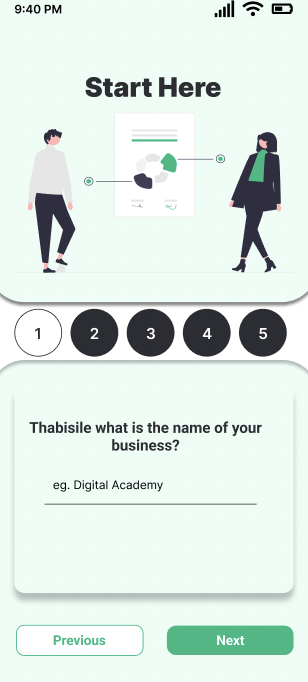 9:40 PM
Start Here
1 2 3 4 5
Thabisile what is the name of your
business?
eg. Digital Academy
Previous Next